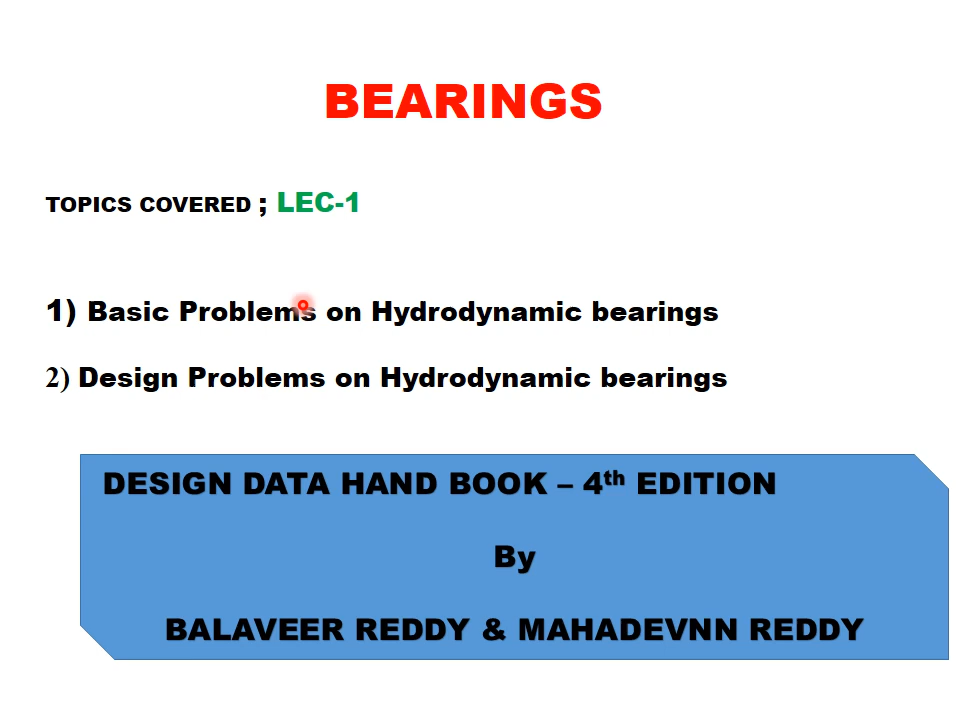 BEARINGS
TOPICS COVERED ; LEC-1
1) Basic Problems on Hydrodynamic bearings
2) Design Problems on Hydrodynamic bearings
DESIGN DATA HAND BOOK – 4th EDITION
By
BALAVEER REDDY & MAHADEVNN REDDY